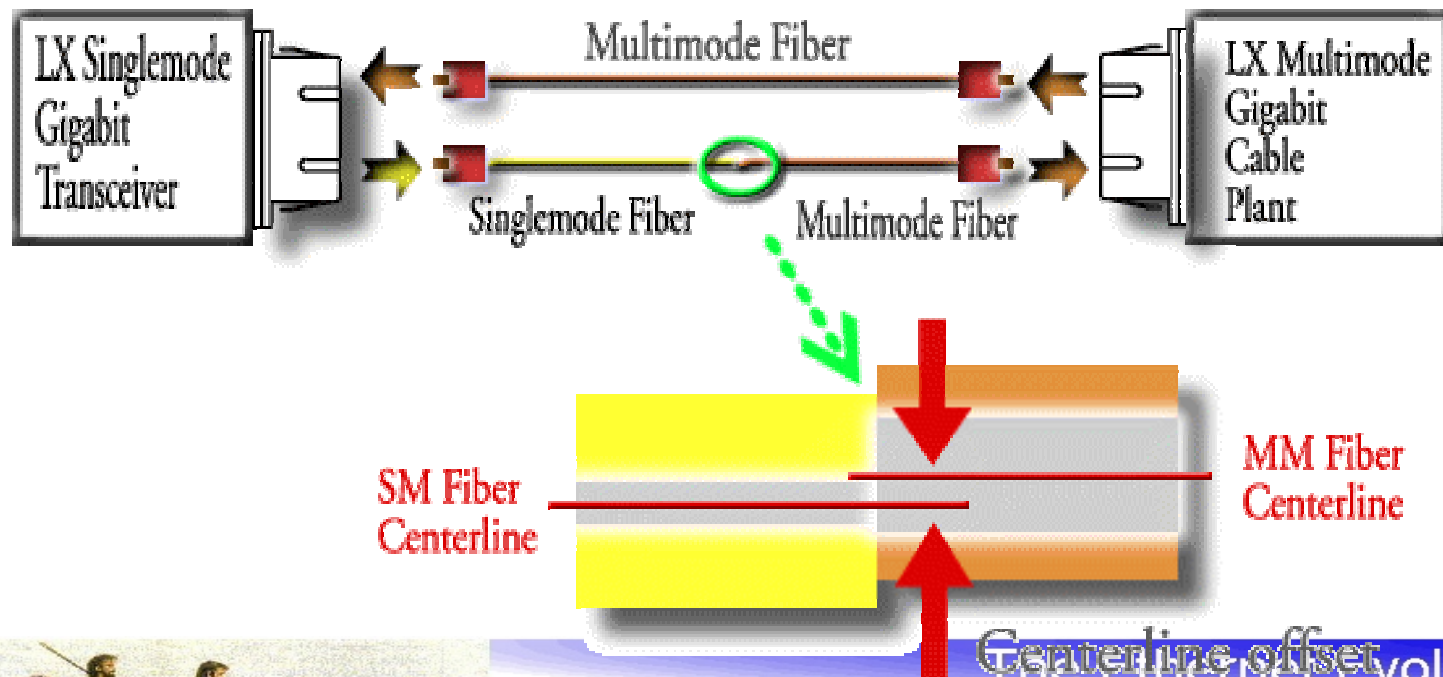 LX Singlemode
Gigabit
Transceiver
Multimode Fiber
Singlemode Fiber
Multimode Fiber
LX Multimode
Gigabit
Cable
Plant
SM Fiber
Centerline
MM Fiber
Centerline
Centerline offset